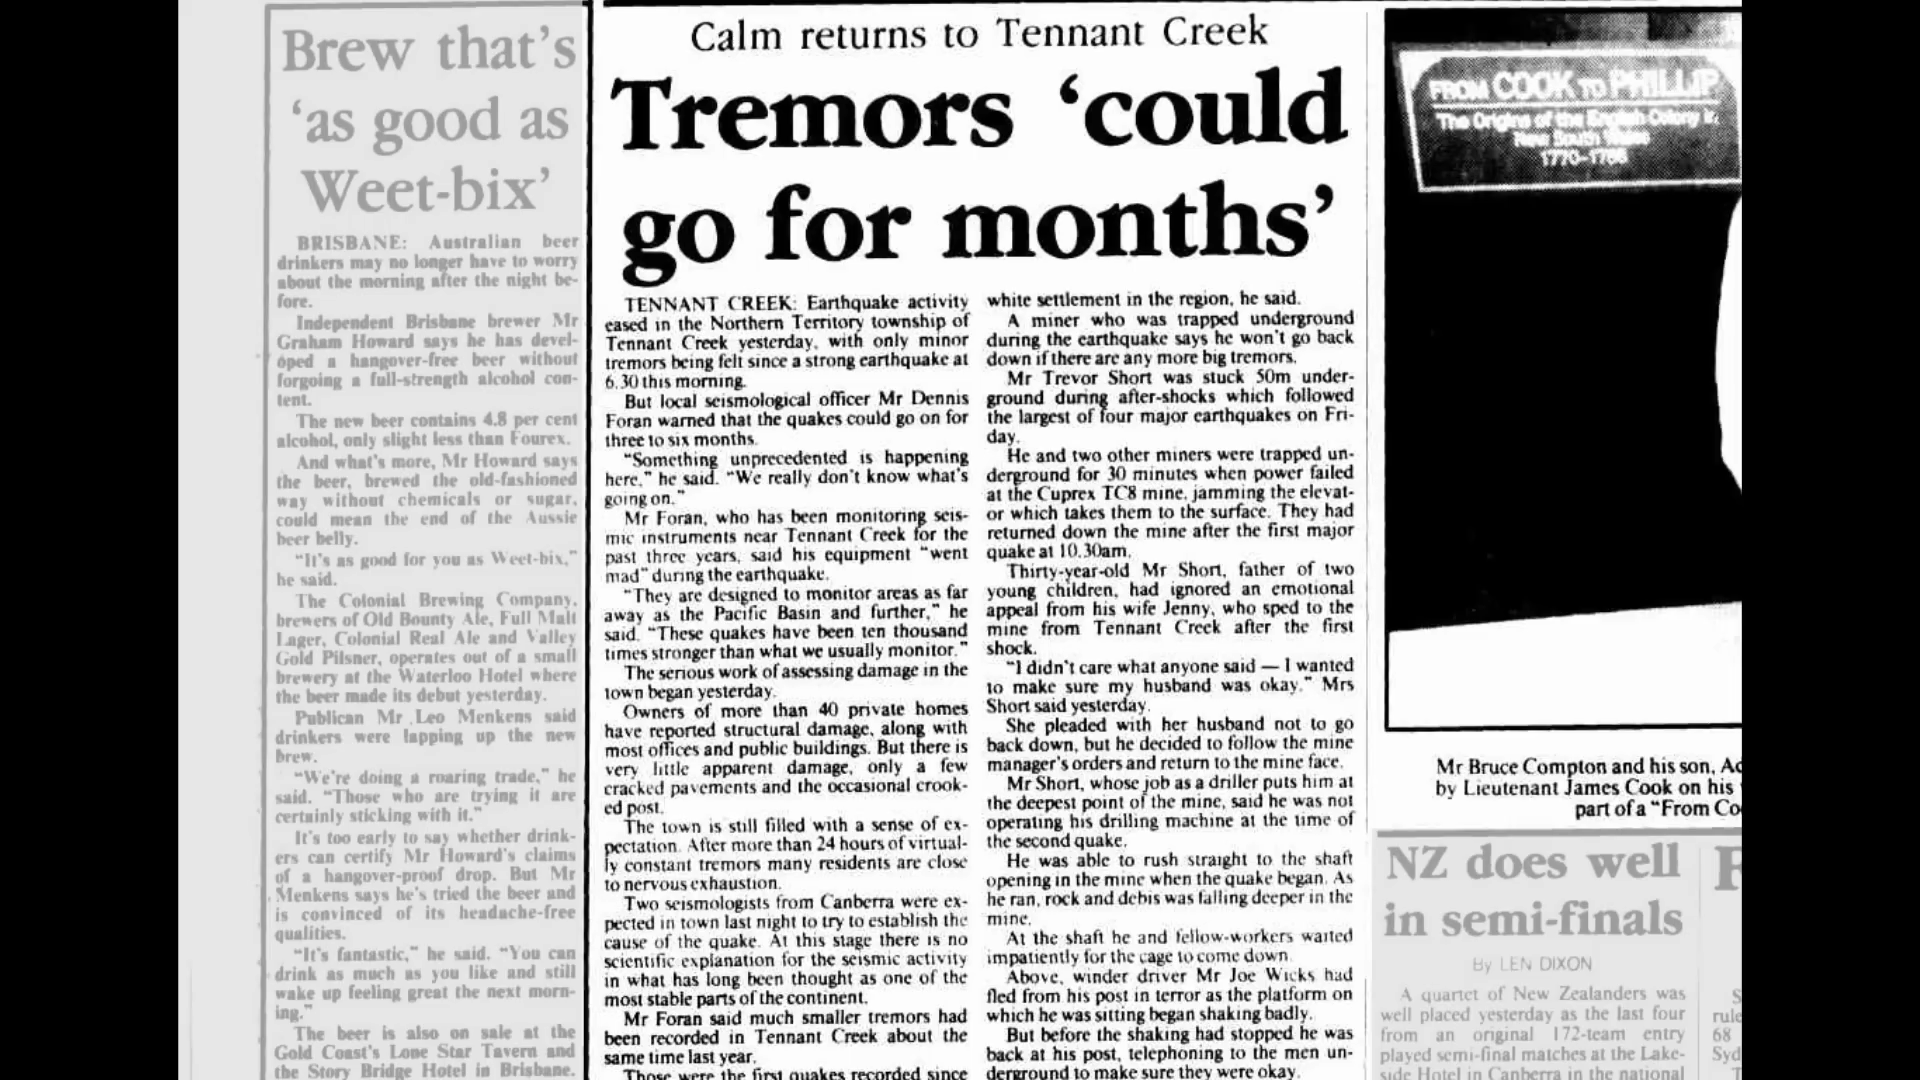 Brew that's
'as good as
Weet-bix'
BRISBANE: Australian beer
drinkers may no longer have to worry
about the morning after the night be-
fore.
Independent Brisbane brewer Mr
Graham Howard says he has devel-
oped a hangover-free beer without
forgoing a full-strength alcohol con-
tent.
The new beer contains 4.8 per cent
alcohol, only slight less than Fourex.
And what's more, Mr Howard says
the beer, brewed the old-fashioned
way without chemicals or sugar,
could mean the end of the Aussie
beer belly.
"It's as good for you as Weet-bix,"
he said.
The Colonial Brewing Company,
brewers of Old Bounty Ale, Full Malt
Lager, Colonial Real Ale and Valley
Gold Pilsner, operates out of a small
brewery at the Waterloo Hotel where
the beer made its debut yesterday.
Publican Mr Leo Menkens said
drinkers were lapping up the new
brew.
"We're doing a roaring trade," he
said. "Those who are trying it are
certainly sticking with it."
It's too early to say whether drink-
ers can certify Mr Howard's claims
of a hangover-proof drop. But Mr
Menkens says he's tried the beer and
is convinced of its headache-free
qualities.
"It's fantastic," he said. "You can
drink as much as you like and still
wake up feeling great the next morn-
ing."
The beer is also on sale at the
Gold Coast's Lone Star Tavern and
the Story Bridge Hotel in Brisbane.
Calm returns to Tennant Creek
Tremors 'could
go for months'
TENNANT CREEK: Earthquake activity
eased in the Northern Territory township of
Tennant Creek yesterday, with only minor
tremors being felt since a strong earthquake at
6.30 this morning.
But local seismological officer Mr Dennis
Foran warned that the quakes could go on for
three to six months.
"Something unprecedented is happening
here," he said. "We really don't know what's
going on."
Mr Foran, who has been monitoring seis-
mic instruments near Tennant Creek for the
past three years, said his equipment "went
mad" during the earthquake.
"They are designed to monitor areas as far
away as the Pacific Basin and further," he
said. "These quakes have been ten thousand
times stronger than what we usually monitor."
The serious work of assessing damage in the
town began yesterday.
Owners of more than 40 private homes
have reported structural damage, along with
most offices and public buildings. But there is
very little apparent damage, only a few
cracked pavements and the occasional crook-
ed post.
The town is still filled with a sense of ex-
pectation. After more than 24 hours of virtual-
ly constant tremors many residents are close
to nervous exhaustion.
Two seismologists from Canberra were ex-
pected in town last night to try to establish the
cause of the quake. At this stage there is no
scientific explanation for the seismic activity
in what has long been thought as one of the
most stable parts of the continent.
Mr Foran said much smaller tremors had
been recorded in Tennant Creek about the
same time last year.
Those were the first quakes recorded since
white settlement in the region, he said.
A miner who was trapped underground
during the earthquake says he won't go back
down if there are any more big tremors.
Mr Trevor Short was stuck 50m under-
ground during after-shocks which followed
the largest of four major earthquakes on Fri-
day.
He and two other miners were trapped un-
derground for 30 minutes when power failed
at the Cuprex TC8 mine, jamming the elevat-
or which takes them to the surface. They had
returned down the mine after the first major
quake at 10.30am.
Thirty-year-old Mr Short, father of two
young children, had ignored an emotional
appeal from his wife Jenny, who sped to the
mine from Tennant Creek after the first
shock.
"I didn't care what anyone said — I wanted
to make sure my husband was okay." Mrs
Short said yesterday.
She pleaded with her husband not to go
back down, but he decided to follow the mine
manager's orders and return to the mine face.
Mr Short, whose job as a driller puts him at
the deepest point of the mine, said he was not
operating his drilling machine at the time of
the second quake.
He was able to rush straight to the shaft
opening in the mine when the quake began. As
he ran, rock and debis was falling deeper in the
mine.
At the shaft he and fellow-workers waited
impatiently for the cage to come down.
Above, winder driver Mr Joe Wicks had
fled from his post in terror as the platform on
which he was sitting began shaking badly.
But before the shaking had stopped he was
back at his post, telephoning to the men un-
derground to make sure they were okay.
FROM COOK TO PHILLIP
The Origins of the English Colony in
New South Wales
1770-1788
Mr Bruce Compton and his son, Ad
by Lieutenant James Cook on his
part of a "From Co
NZ does well
in semi-finals
By LEN DIXON
A quartet of New Zealanders was
well placed yesterday as the last four
from an original 172-team entry
played semi-final matches at the Lake-
side Hotel in Canberra in the national
F
S
rule
68
Syd